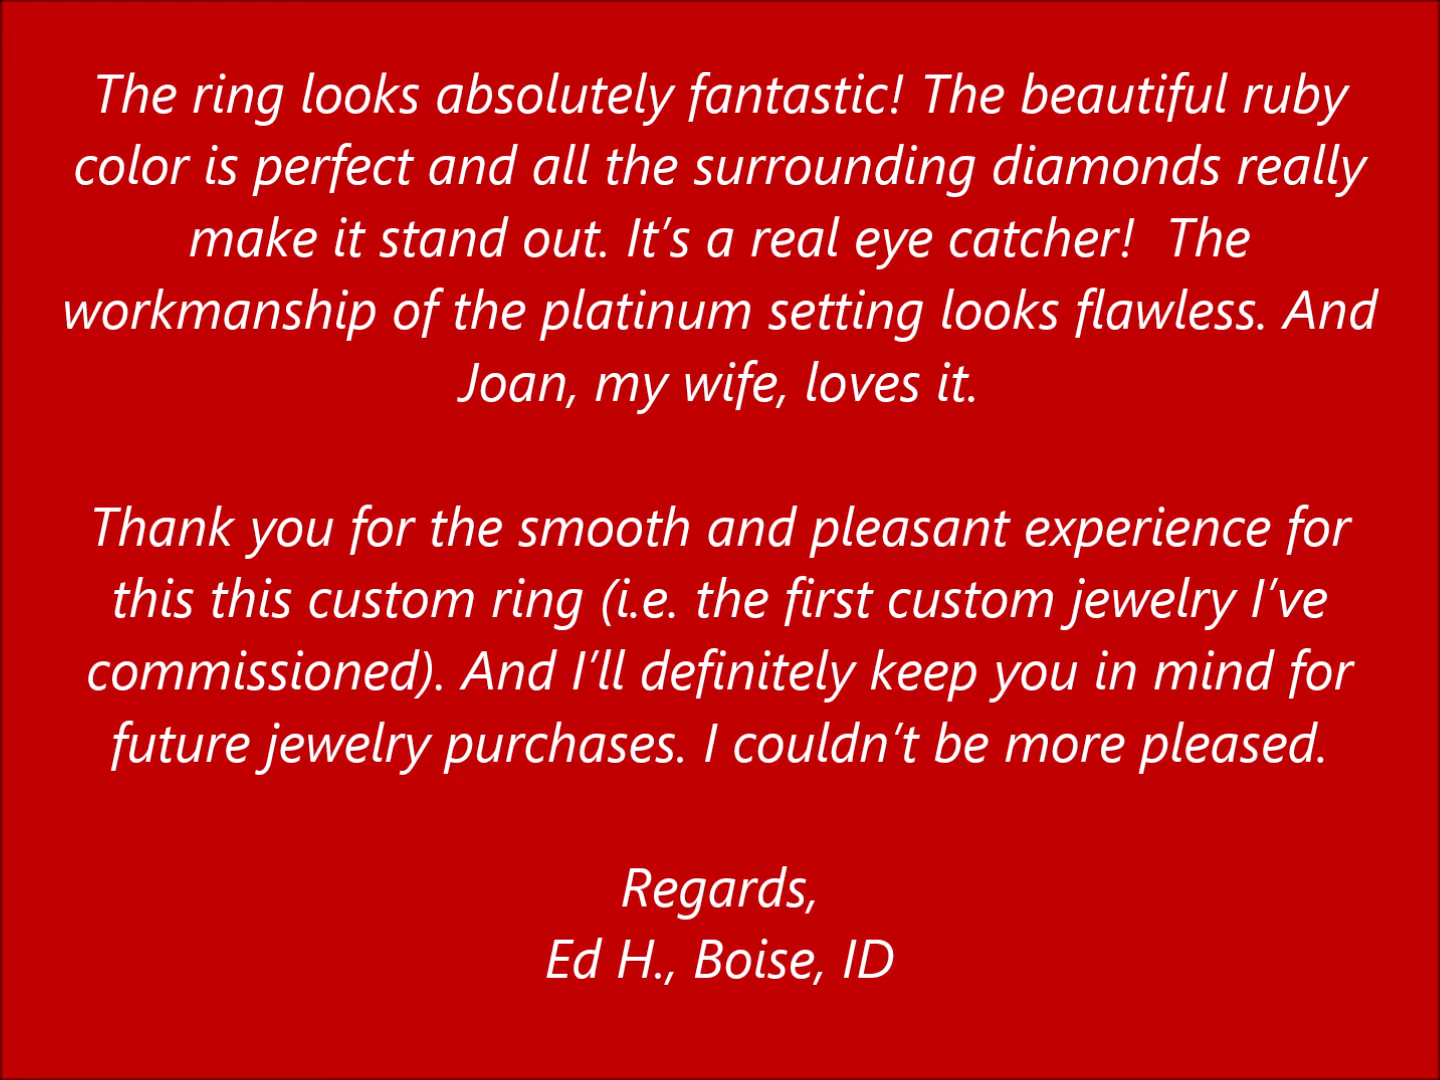 The ring looks absolutely fantastic! The beautiful ruby
color is perfect and all the surrounding diamonds really
make it stand out. It’s a real eye catcher!  The
workmanship of the platinum setting looks flawless. And
Joan, my wife, loves it.
Thank you for the smooth and pleasant experience for
this this custom ring (i.e. the first custom jewelry I’ve
commissioned). And I’ll definitely keep you in mind for
future jewelry purchases. I couldn’t be more pleased.
Regards,
Ed H., Boise, ID